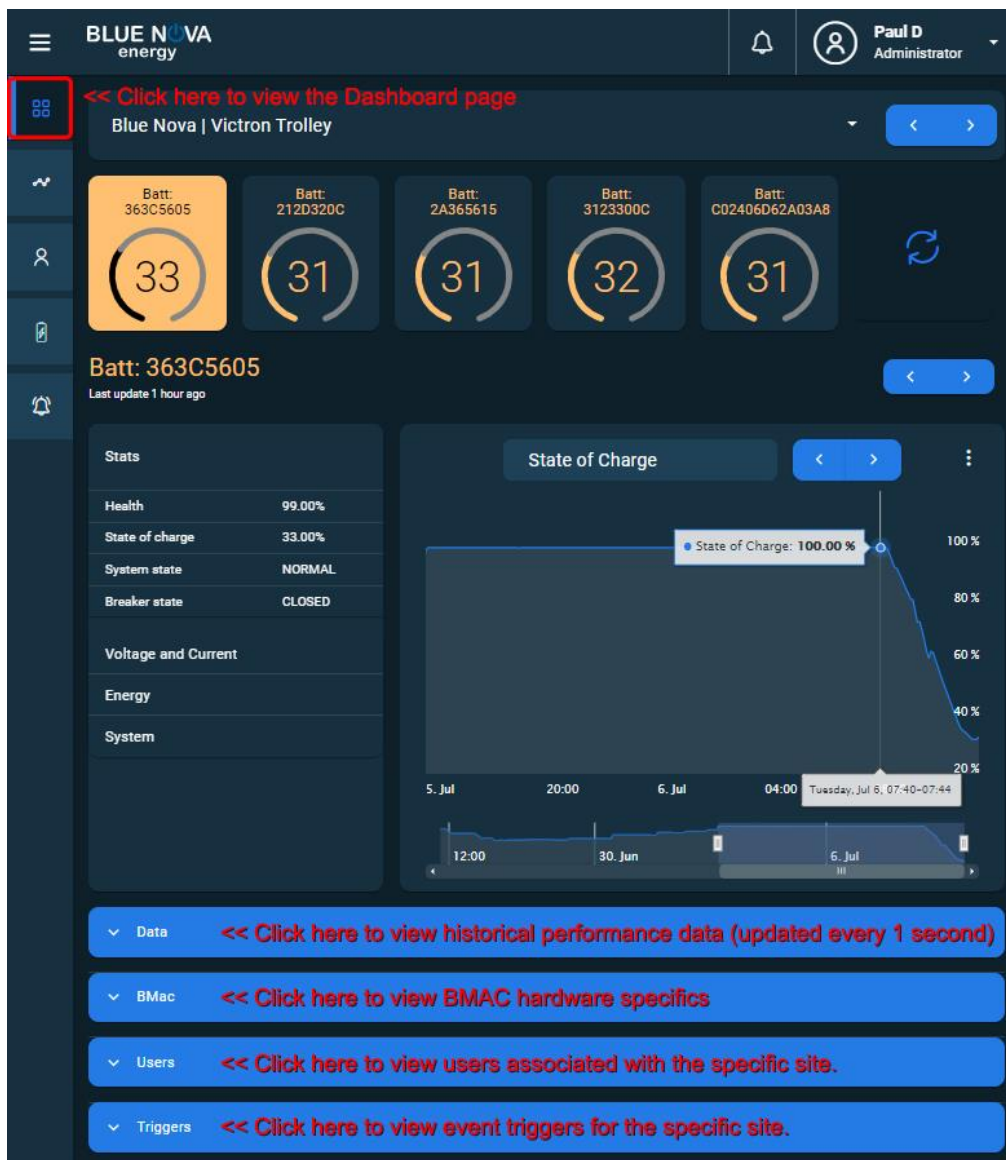 BLUE NOVA
energy
Paul D
Administrator
<< Click here to view the Dashboard page
Blue Nova | Victron Trolley
Batt:
363C5605
33
Batt:
212D320C
31
Batt:
2A365615
31
Batt:
3123300C
32
Batt:
C02406D62A03A8
31
Batt: 363C5605
Last update 1 hour ago
Stats
Health 99.00%
State of charge 33.00%
System state NORMAL
Breaker state CLOSED
Voltage and Current
Energy
System
State of Charge
State of Charge: 100.00 %
100 %
80 %
60 %
40 %
20 %
5. Jul 20:00 6. Jul 04:00
Tuesday, Jul 6, 07:40-07:44
12:00 30. Jun 6. Jul
Data << Click here to view historical performance data (updated every 1 second)
BMac << Click here to view BMAC hardware specifics
Users << Click here to view users associated with the specific site.
Triggers << Click here to view event triggers for the specific site.